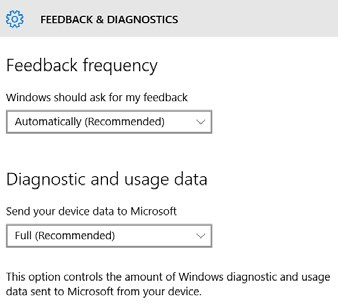 FEEDBACK & DIAGNOSTICS
Feedback frequency
Windows should ask for my feedback
Automatically (Recommended)
Diagnostic and usage data
Send your device data to Microsoft
Full (Recommended)
This option controls the amount of Windows diagnostic and usage
data sent to Microsoft from your device.